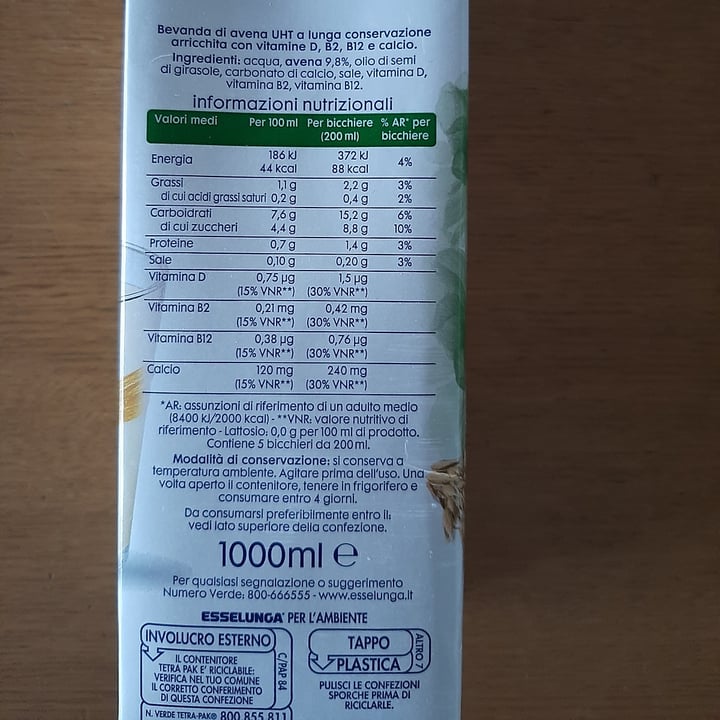 Bevanda di avena UHT a lunga conservazione
arricchita con vitamine D, B2, B12 e calcio.
Ingredienti: acqua, avena 9,8%, olio di semi
di girasole, carbonato di calcio, sale, vitamina D,
vitamina B2, vitamina B12.
informazioni nutrizionali
Valori medi Per 100 ml Per bicchiere % AR* per
(200 ml) bicchiere
Energia 186 kJ 372 kJ 4%
44 kcal 88 kcal
Grassi 1,1 g 2,2 g 3%
di cui acidi grassi saturi 0,2 g 0,4 g 2%
Carboidrati 7,6 g 15,2 g 6%
di cui zuccheri 4,4 g 8,8 g 10%
Proteine 0,7 g 1,4 g 3%
Sale 0,10 g 0,20 g 3%
Vitamina D 0,75 µg 1,5 µg
(15% VNR**) (30% VNR**)
Vitamina B2 0,21 mg 0,42 mg
(15% VNR**) (30% VNR**)
Vitamina B12 0,38 µg 0,76 µg
(15% VNR**) (30% VNR**)
Calcio 120 mg 240 mg
(15% VNR**) (30% VNR**)
*AR: assunzioni di riferimento di un adulto medio
(8400 kJ/2000 kcal) - **VNR: valore nutritivo di
riferimento - Lattosio: 0,0 g per 100 ml di prodotto.
Contiene 5 bicchieri da 200 ml.
Modalità di conservazione: si conserva a
temperatura ambiente. Agitare prima dell'uso. Una
volta aperto il contenitore, tenere in frigorifero e
consumare entro 4 giorni.
Da consumarsi preferibilmente entro il:
vedi lato superiore della confezione.
1000ml e
Per qualsiasi segnalazione o suggerimento
Numero Verde: 800-666555 - www.esselunga.it
ESSELUNGA® PER L'AMBIENTE
INVOLUCRO ESTERNO
C/PAP 84
IL CONTENITORE
TETRA PAK E' RICICLABILE:
VERIFICA NEL TUO COMUNE
IL CORRETTO CONFERIMENTO
DI QUESTA CONFEZIONE
N. VERDE TETRA-PAK® 800 855 811
TAPPO
PLASTICA
ALTRO 7
PULISCI LE CONFEZIONI
SPORCHE PRIMA DI
RICICLARLE.